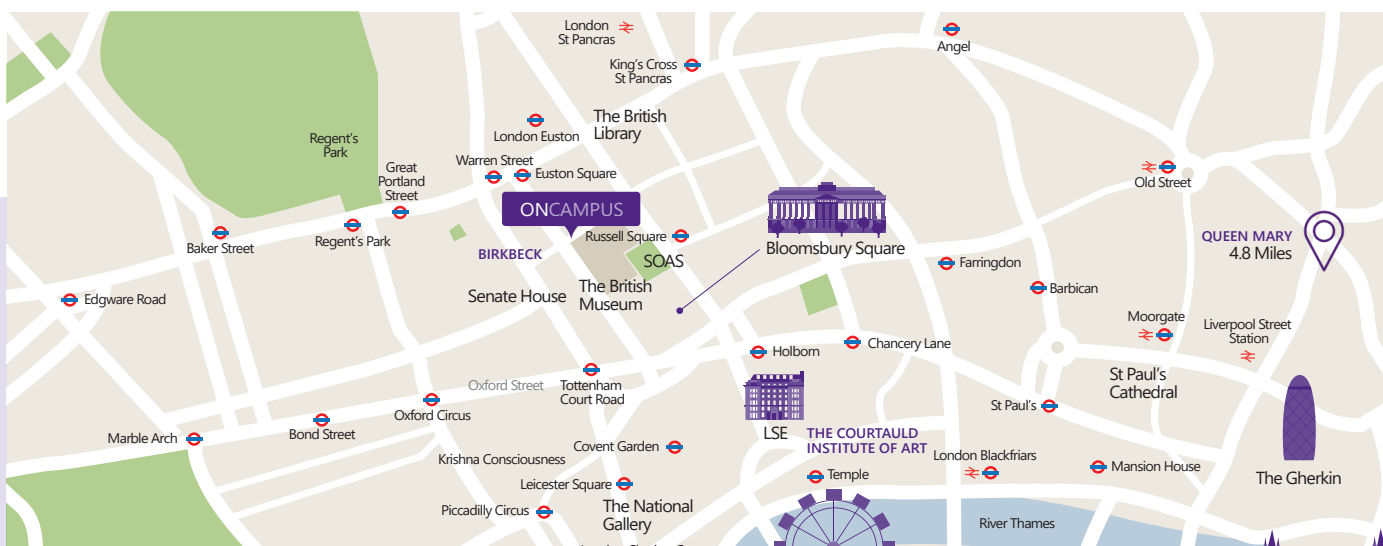 London
St Pancras
King's Cross
St Pancras
Angel
London Euston
The British
Library
Regent's
Park
Great
Portland
Street
Warren Street
Euston Square
Old Street
ONCAMPUS
Baker Street
Regent's Park
BIRKBECK
Russell Square
SOAS
Bloomsbury Square
QUEEN MARY
4.8 Miles
Farringdon
Edgware Road
Senate House
The British
Museum
Barbican
Moorgate
Liverpool Street
Station
Holborn
Chancery Lane
Oxford Street
Tottenham
Court Road
St Paul's
Cathedral
Oxford Circus
Bond Street
St Paul's
Marble Arch
LSE
THE COURTAULD
INSTITUTE OF ART
Covent Garden
Krishna Consciousness
London Blackfriars
Mansion House
Temple
Leicester Square
The Gherkin
Piccadilly Circus
The National
Gallery
River Thames